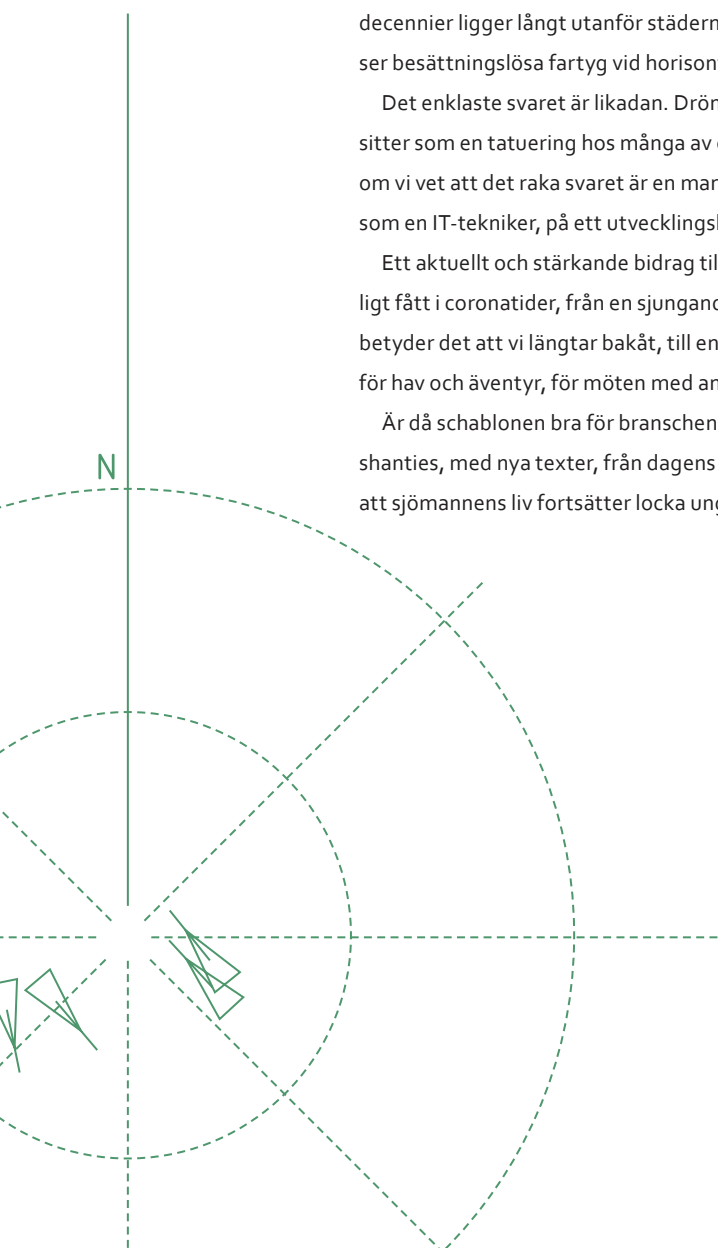 decennier ligger långt utanför städern
ser besättningslösa fartyg vid horison
Det enklaste svaret är likadan. Drö
sitter som en tatuering hos många av
om vi vet att det raka svaret är en man
som en IT-tekniker, på ett utvecklings
Ett aktuellt och stärkande bidrag til
ligt fått i coronatider, från en sjungand
betyder det att vi längtar bakåt, till en
för hav och äventyr, för möten med an
Är då schablonen bra för branschen
shanties, med nya texter, från dagens
att sjömannens liv fortsätter locka ung
N